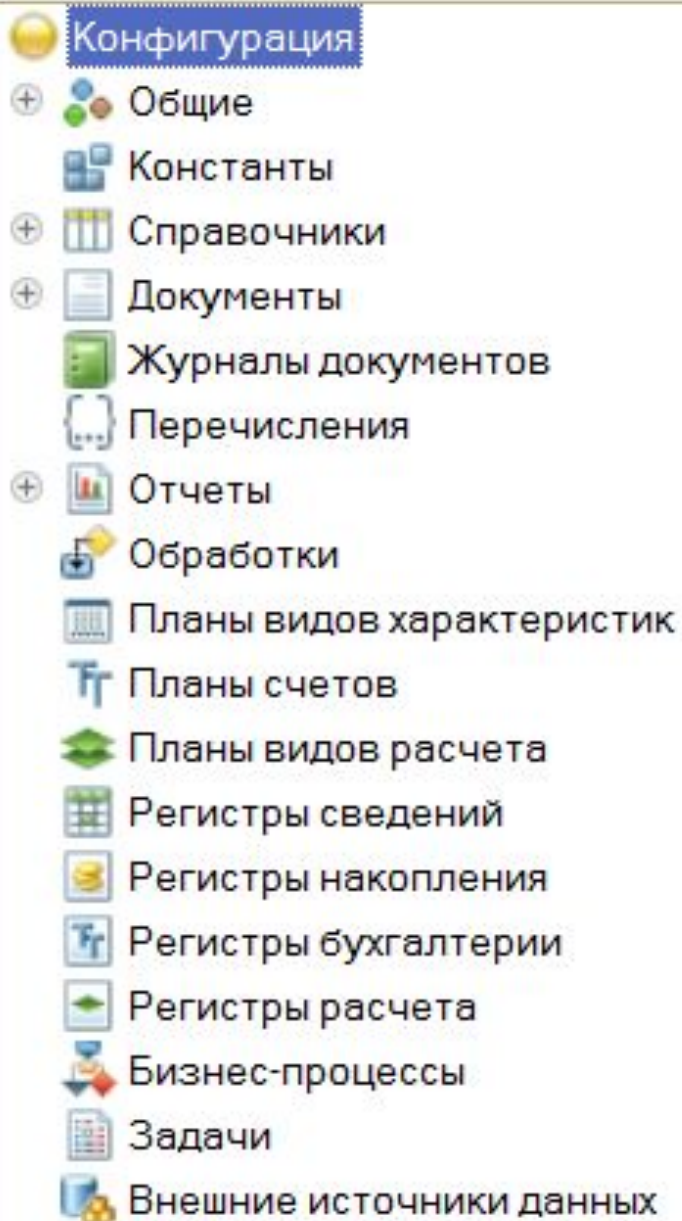 Конфигурация
Общие
Константы
Справочники
Документы
Журналы документов
Перечисления
Отчеты
Обработки
Планы видов характеристик
Планы счетов
Планы видов расчета
Регистры сведений
Регистры накопления
Регистры бухгалтерии
Регистры расчета
Бизнес-процессы
Задачи
Внешние источники данных